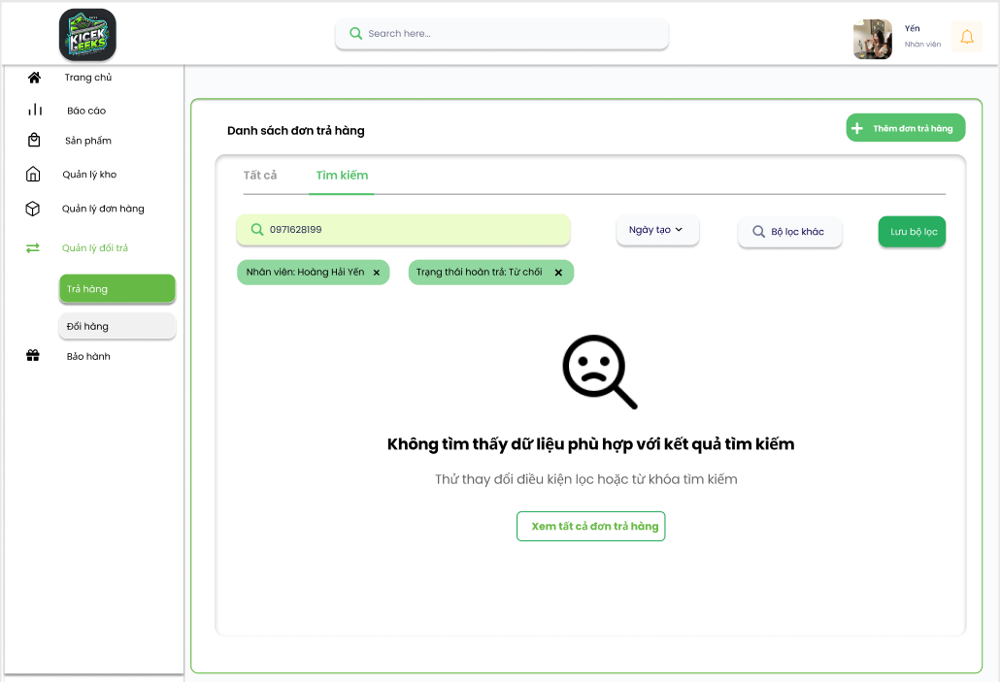 KICEK
GEEKS
Search here...
Yến
Nhân viên
Trang chủ
Báo cáo
Sản phẩm
Quản lý kho
Quản lý đơn hàng
Quản lý đổi trả
Trả hàng
Đổi hàng
Bảo hành
Danh sách đơn trả hàng
Thêm đơn trả hàng
Tất cả
Tìm kiếm
0971628199
Ngày tạo
Bộ lọc khác
Lưu bộ lọc
Nhân viên: Hoàng Hải Yến
Trạng thái hoàn trả: Từ chối
Không tìm thấy dữ liệu phù hợp với kết quả tìm kiếm
Thử thay đổi điều kiện lọc hoặc từ khóa tìm kiếm
Xem tất cả đơn trả hàng